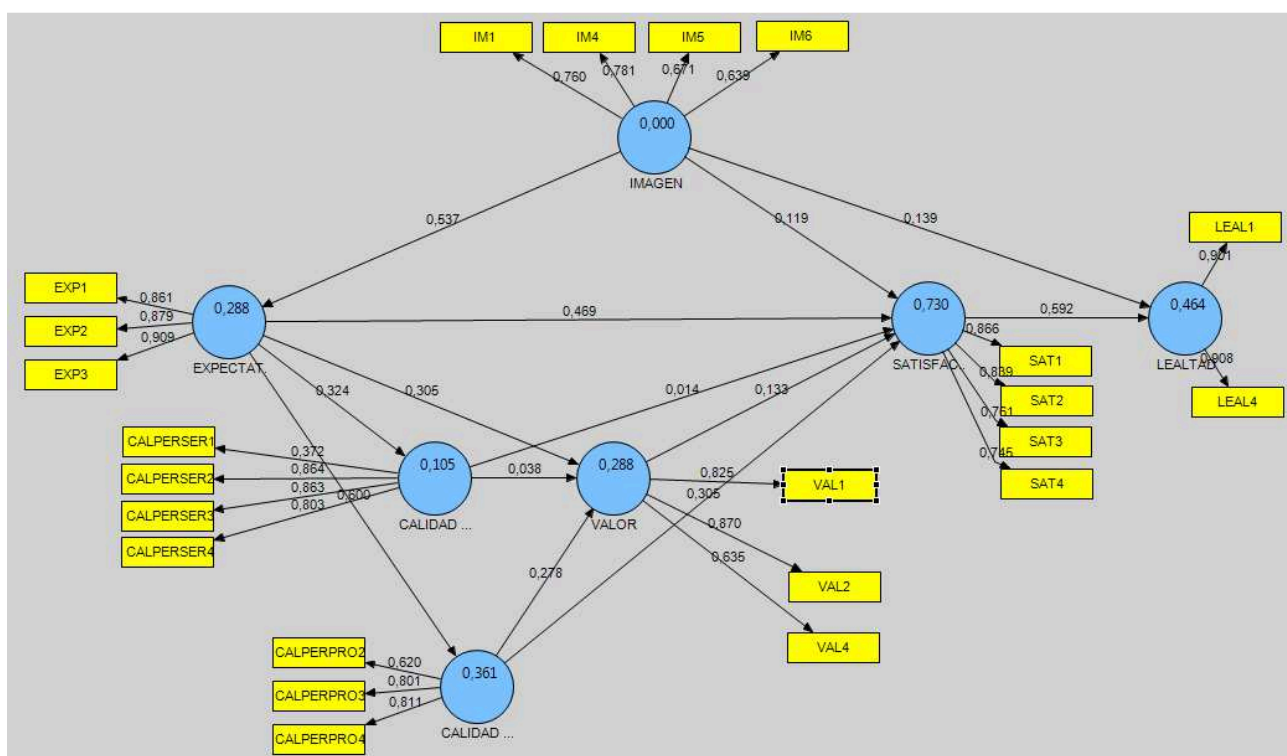 IM1
IM4
IM5
IM6
0,760
0,781
0,671
0,639
0,000
IMAGEN
0,537
0,119
0,139
LEAL1
0,901
EXP1
0,861
EXP2
0,879
EXP3
0,909
0,288
EXPECTAT..
0,469
0,730
SATISFAC..
0,592
0,464
LEALTAD
0,908
LEAL4
0,866
SAT1
0,839
SAT2
0,761
SAT3
0,745
SAT4
0,324
0,305
0,014
0,133
CALPERSER1
0,372
CALPERSER2
0,864
CALPERSER3
0,863
CALPERSER4
0,803
0,600
0,105
CALIDAD ...
0,038
0,288
VALOR
0,825
VAL1
0,305
0,870
VAL2
0,635
VAL4
0,278
CALPERPRO2
0,620
CALPERPRO3
0,801
CALPERPRO4
0,811
0,361
CALIDAD ...